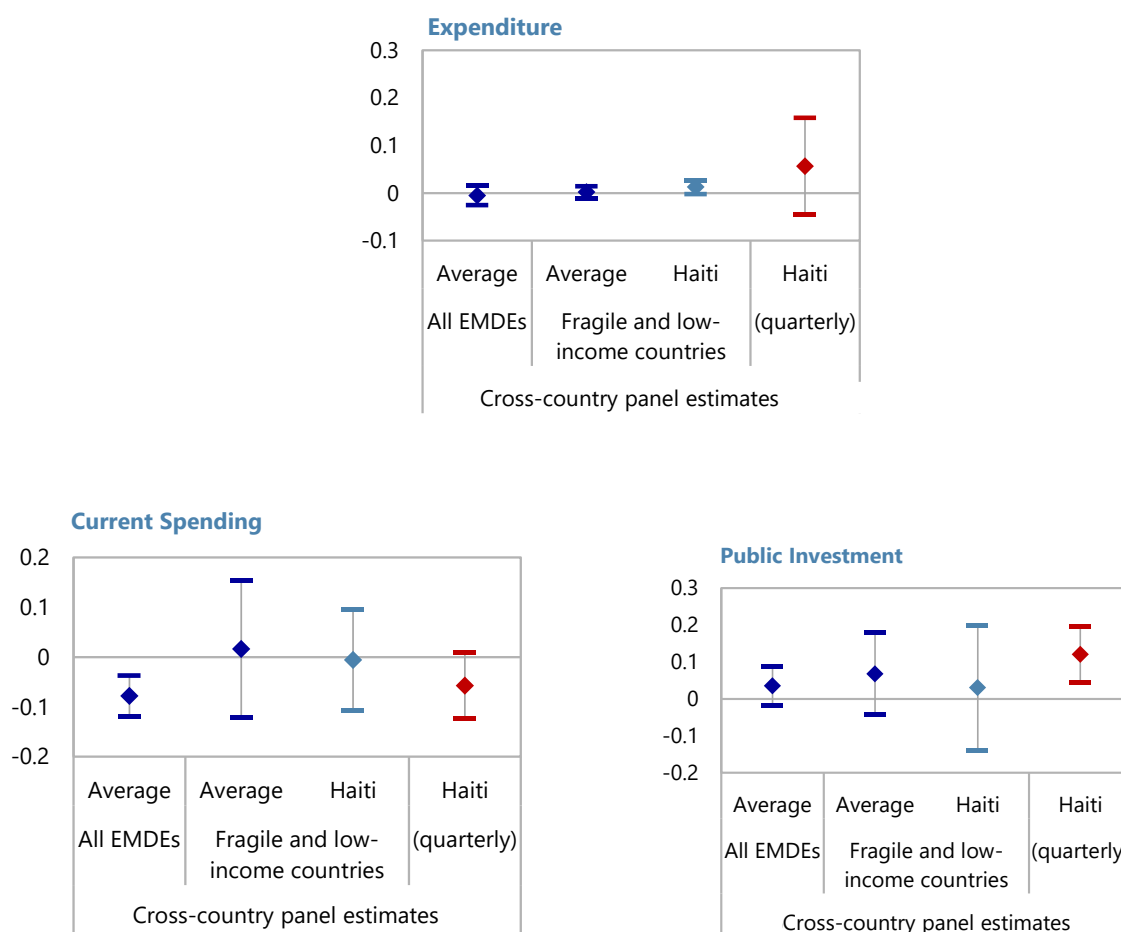 Expenditure
0.3
0.2
0.1
0
-0.1
Average Average Haiti Haiti
All EMDEs Fragile and low- (quarterly)
income countries
Cross-country panel estimates
Current Spending
0.2
0.1
0
-0.1
-0.2
Average Average Haiti Haiti
All EMDEs Fragile and low- (quarterly)
income countries
Cross-country panel estimates
Public Investment
0.3
0.2
0.1
0
-0.1
-0.2
Average Average Haiti Haiti
All EMDEs Fragile and low- (quarterly
income countries
Cross-country panel estimates